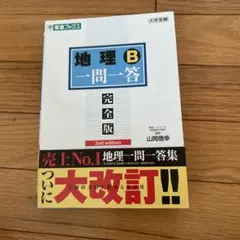 東進ブックス
大学受験
地理B
一問一答
完全版
2nd edition
山岡信幸
売上No.1 地理一問一答集
ついに
大改訂!!